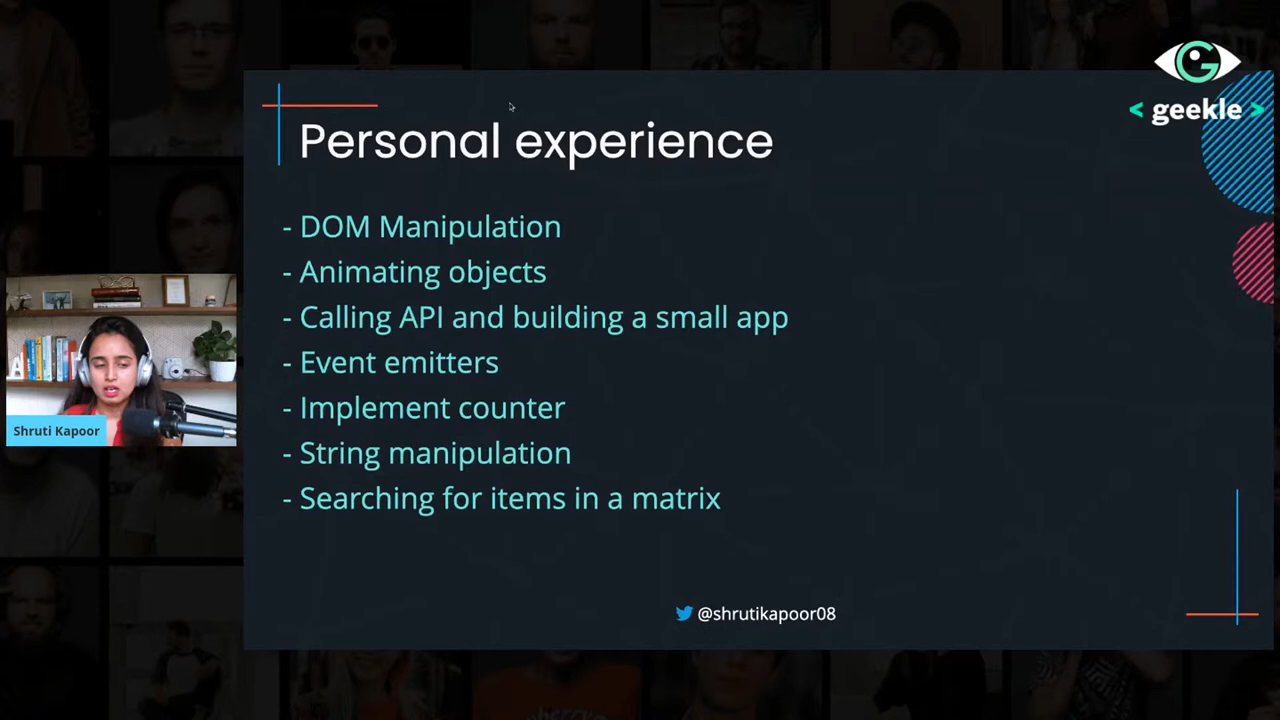 < geekle >
Personal experience
- DOM Manipulation
- Animating objects
- Calling API and building a small app
- Event emitters
- Implement counter
- String manipulation
- Searching for items in a matrix
Shruti Kapoor
@shrutikapoor08